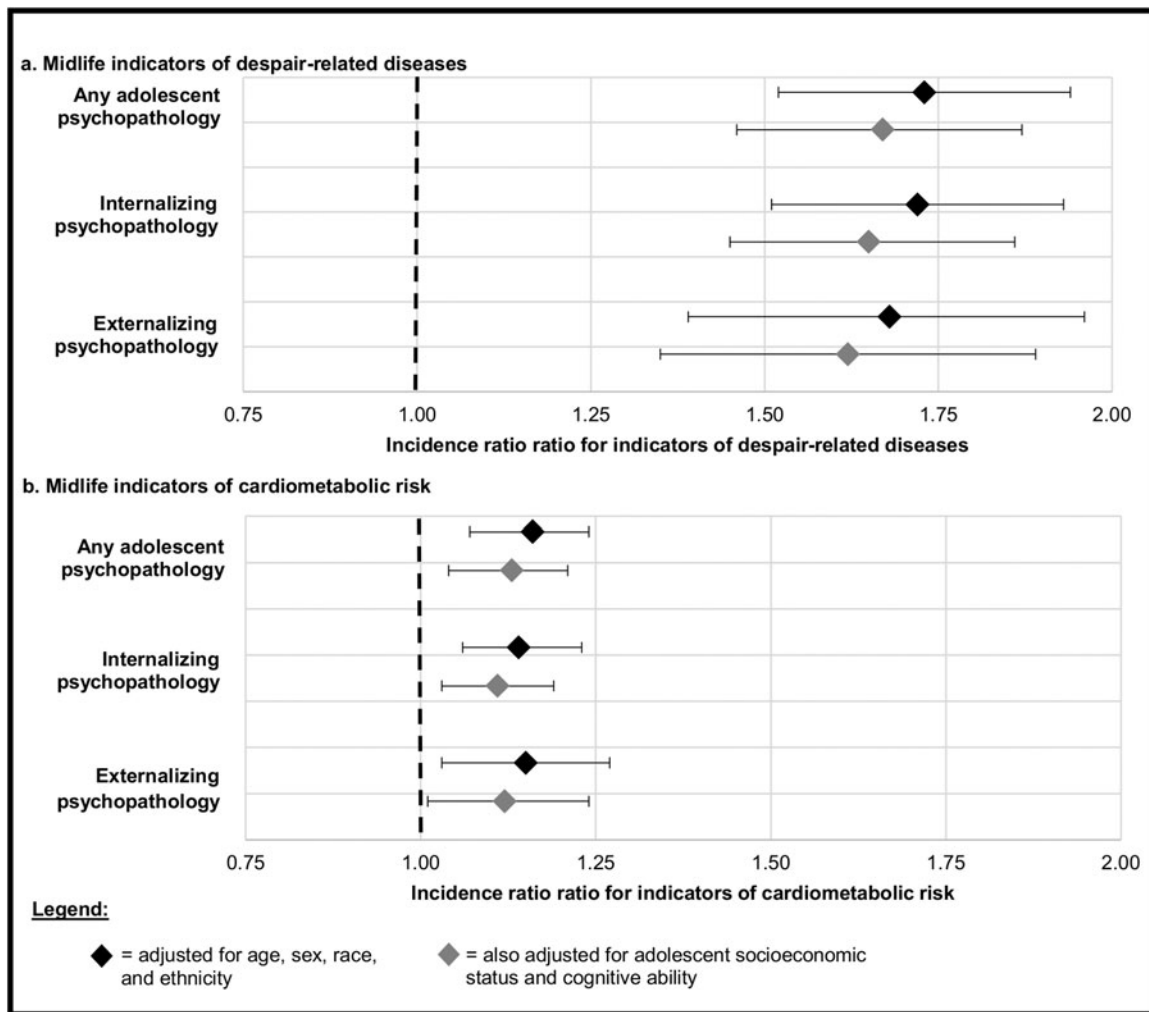 a. Midlife indicators of despair-related diseases
Any adolescent
psychopathology
Internalizing
psychopathology
Externalizing
psychopathology
0.75 1.00 1.25 1.50 1.75 2.00
Incidence ratio ratio for indicators of despair-related diseases
b. Midlife indicators of cardiometabolic risk
Any adolescent
psychopathology
Internalizing
psychopathology
Externalizing
psychopathology
0.75 1.00 1.25 1.50 1.75 2.00
Incidence ratio ratio for indicators of cardiometabolic risk
Legend:
= adjusted for age, sex, race,
and ethnicity
= also adjusted for adolescent socioeconomic
status and cognitive ability